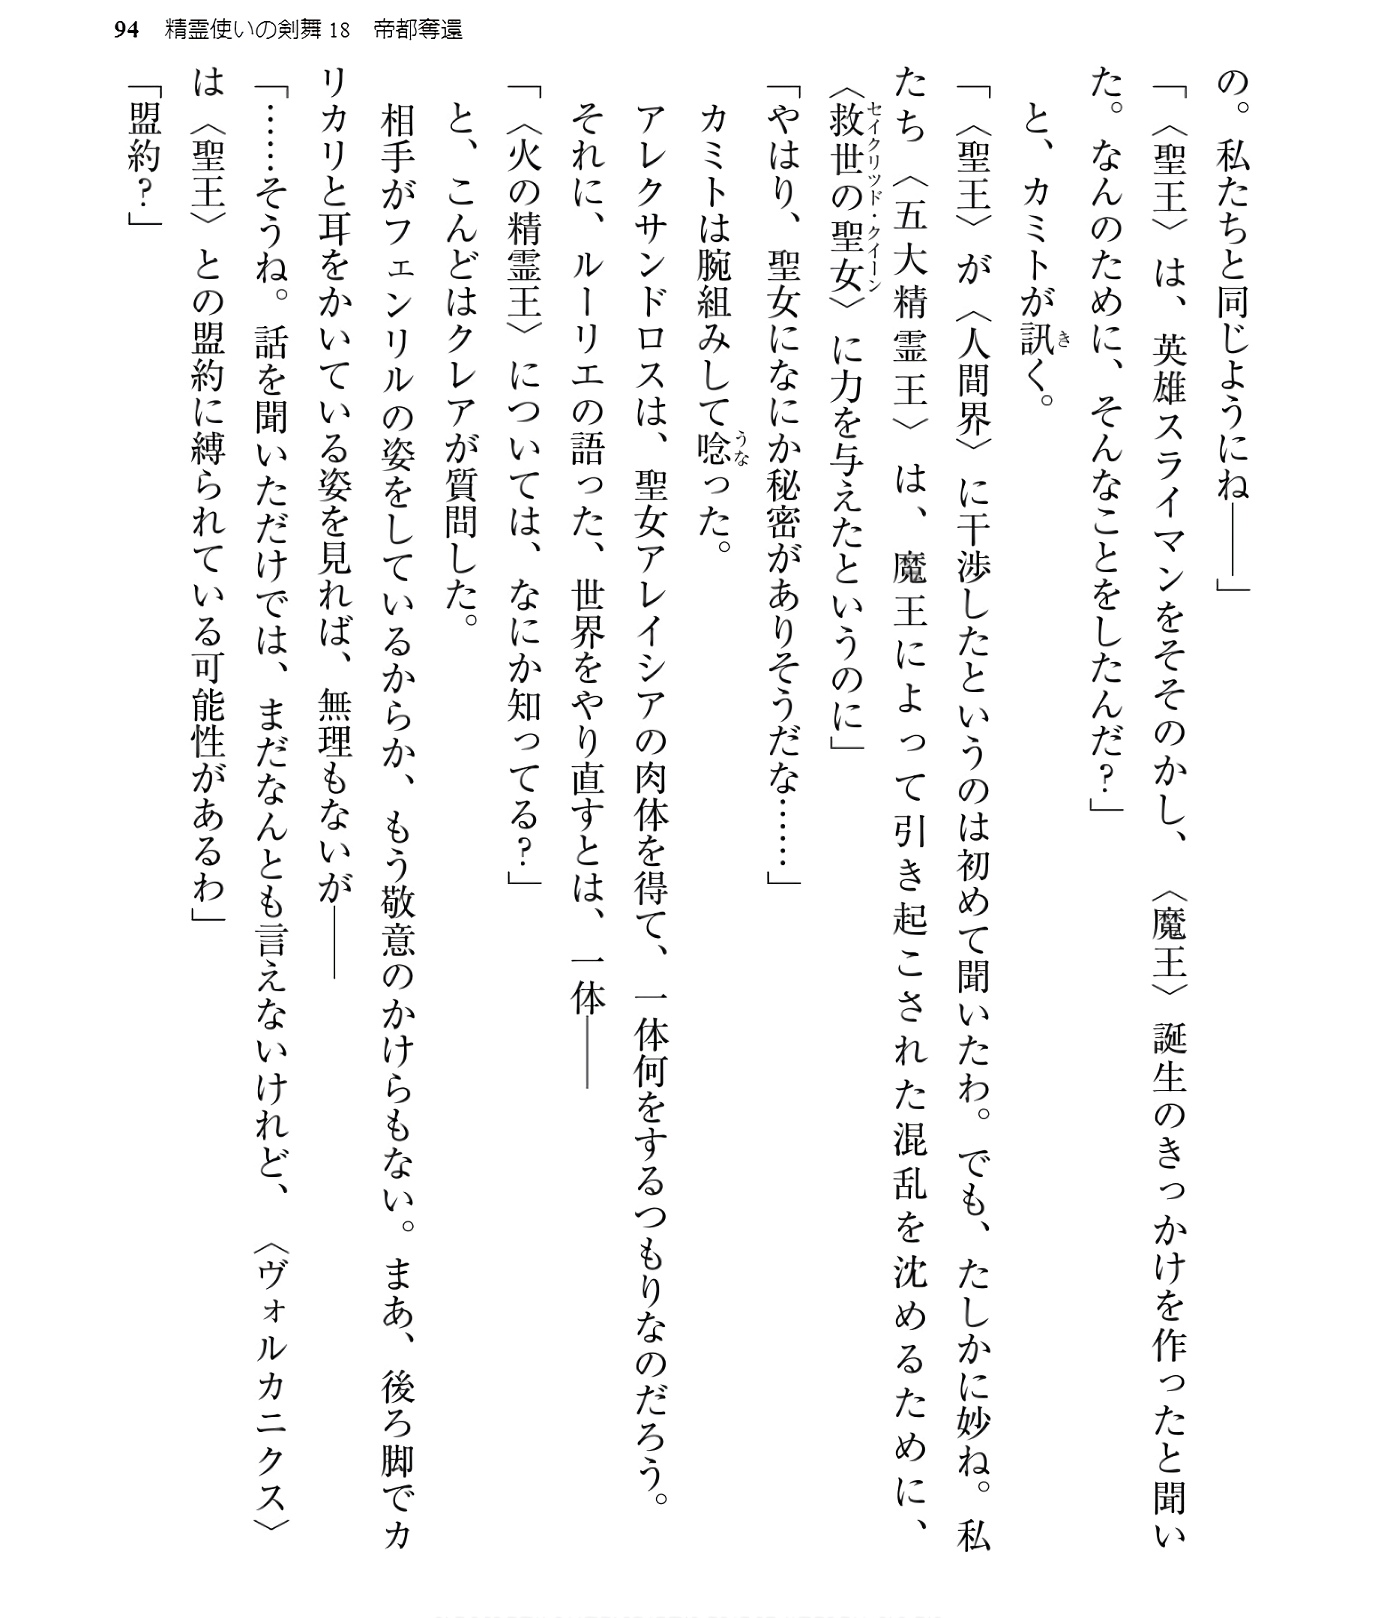 94 精霊使いの剣舞18 帝都奪還
の。私たちと同じようにね――」
「〈聖王〉は、英雄スライマンをそそのかし、〈魔王〉誕生のきっかけを作ったと聞い
た。なんのために、そんなことをしたんだ?」
と、カミトが訊く。
き
「〈聖王〉が〈人間界〉に干渉したというのは初めて聞いたわ。でも、たしかに妙ね。私
たち〈五大精霊王〉は、魔王によって引き起こされた混乱を沈めるために、
〈救世の聖女〉に力を与えたというのに」
セイクリッド・クイーン
「やはり、聖女になにか秘密がありそうだな……」
カミトは腕組みして唸った。
うな
アレクサンドロスは、聖女アレイシアの肉体を得て、一体何をするつもりなのだろう。
それに、ルーリエの語った、世界をやり直すとは、一体――
「〈火の精霊王〉については、なにか知ってる?」
と、こんどはクレアが質問した。
相手がフェンリルの姿をしているからか、もう敬意のかけらもない。まあ、後ろ脚でカ
リカリと耳をかいている姿を見れば、無理もないが――
「……そうね。話を聞いただけでは、まだなんとも言えないけれど、〈ヴォルカニクス〉
は〈聖王〉との盟約に縛られている可能性があるわ」
「盟約?」